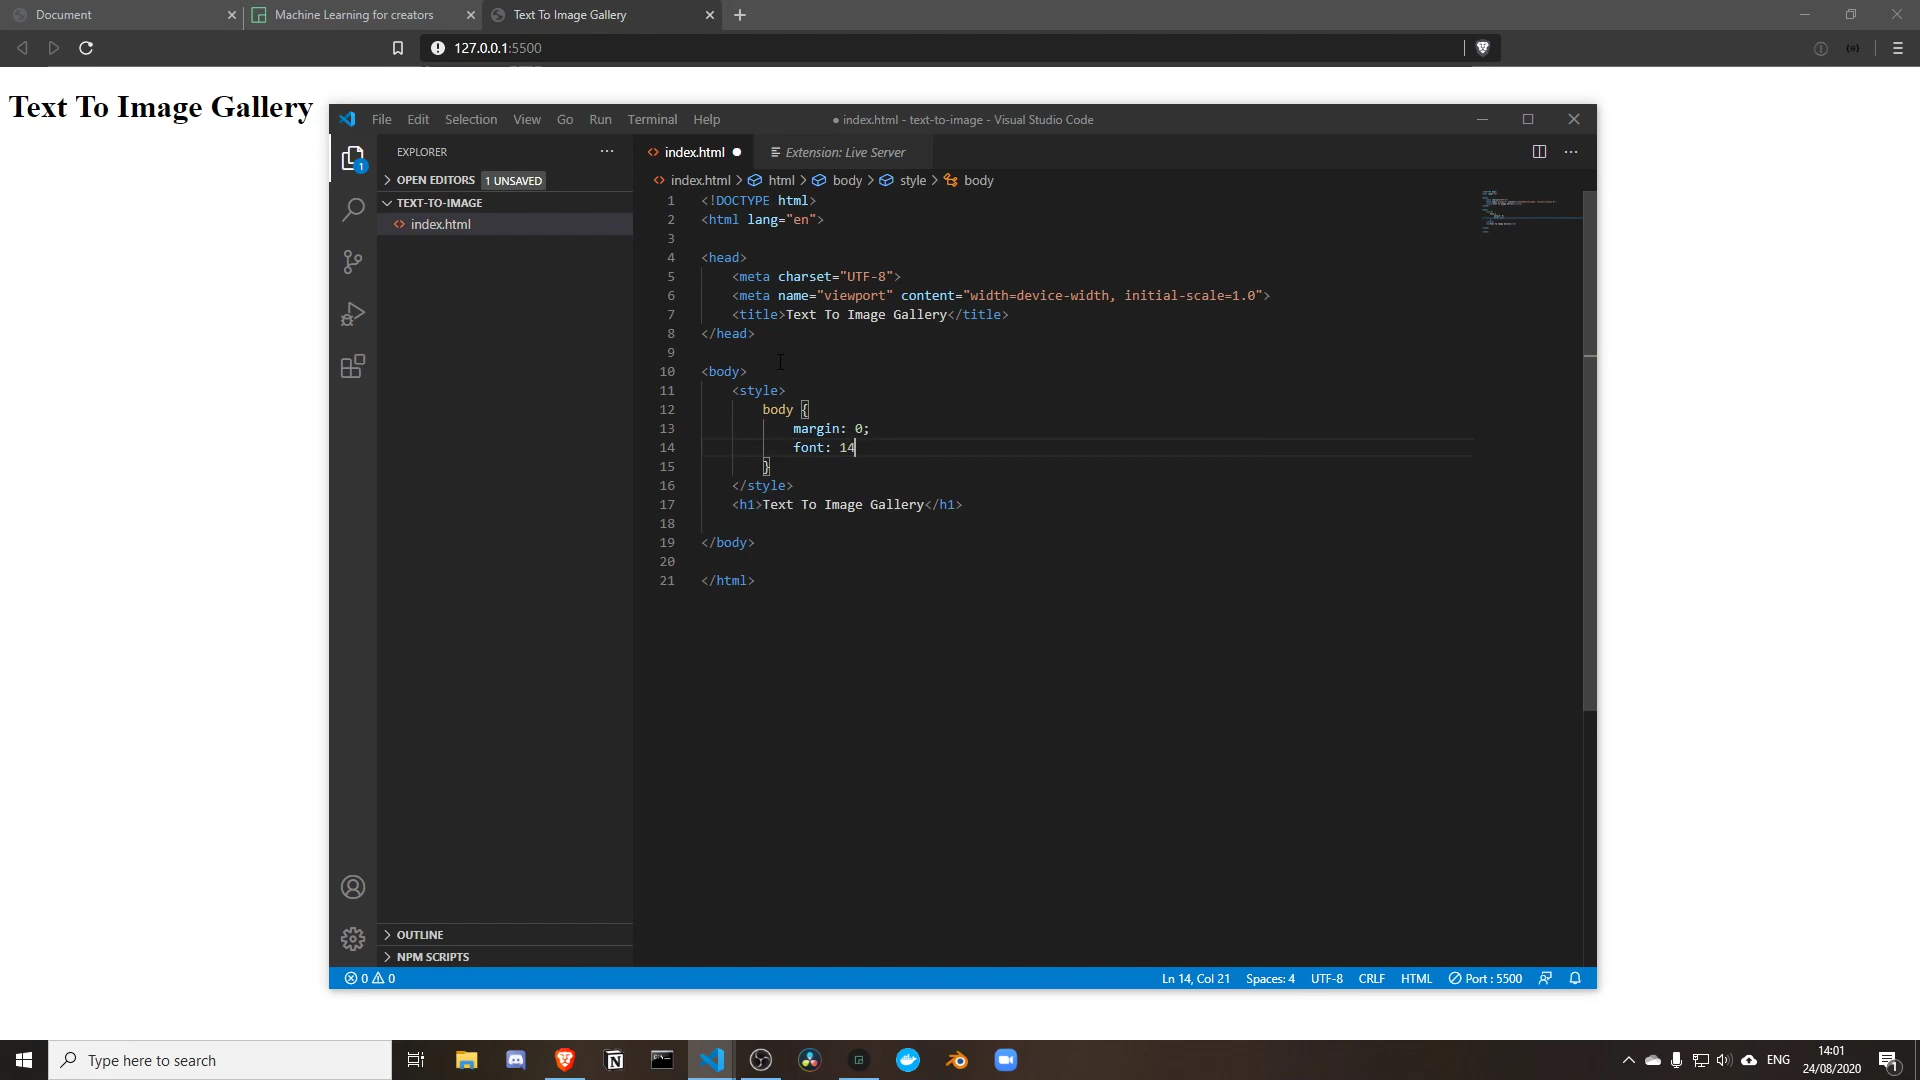 Document
Machine Learning for creators
Text To Image Gallery
127.0.0.1:5500
Text To Image Gallery
File Edit Selection View Go Run Terminal Help
● index.html - text-to-image - Visual Studio Code
EXPLORER
1
OPEN EDITORS 1 UNSAVED
TEXT-TO-IMAGE
index.html
OUTLINE
NPM SCRIPTS
index.html
Extension: Live Server
index.html > html > body > style > body
1 <!DOCTYPE html>
2 <html lang="en">
3
4 <head>
5 <meta charset="UTF-8">
6 <meta name="viewport" content="width=device-width, initial-scale=1.0">
7 <title>Text To Image Gallery</title>
8 </head>
9
10 <body>
11 <style>
12 body {
13 margin: 0;
14 font: 14
15 }
16 </style>
17 <h1>Text To Image Gallery</h1>
18
19 </body>
20
21 </html>
0 0
Ln 14, Col 21 Spaces: 4 UTF-8 CRLF HTML Port : 5500
Type here to search
ENG
14:01
24/08/2020
1